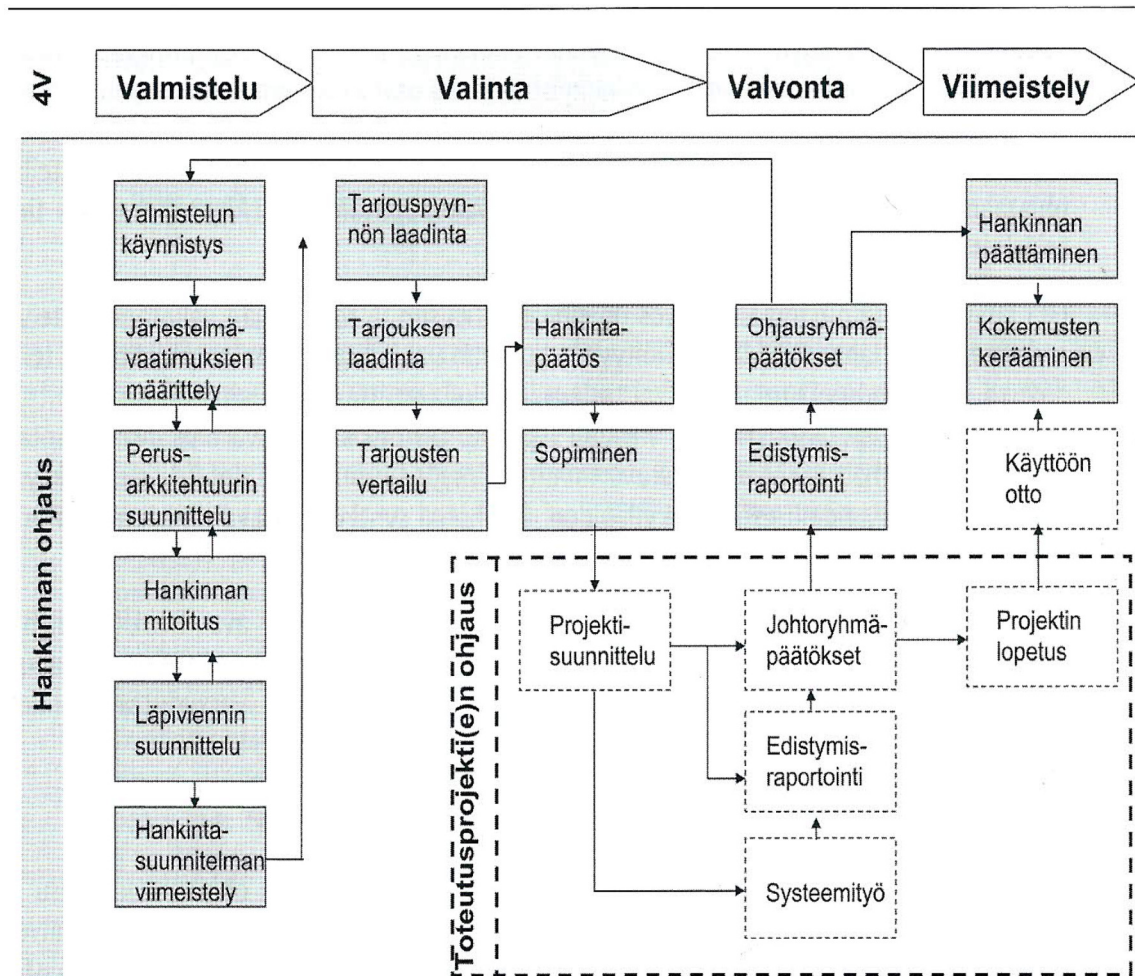 4V
Valmistelu
Valinta
Valvonta
Viimeistely
Hankinnan ohjaus
Valmistelun
käynnistys
Järjestelmä-
vaatimuksien
määrittely
Perus-
arkkitehtuurin
suunnittelu
Hankinnan
mitoitus
Läpiviennin
suunnittelu
Hankinta-
suunnitelman
viimeistely
Tarjouspyyn-
nön laadinta
Tarjouksen
laadinta
Tarjousten
vertailu
Hankinta-
päätös
Sopiminen
Ohjausryhmä-
päätökset
Edistymis-
raportointi
Hankinnan
päättäminen
Kokemusten
kerääminen
Käyttöön
otto
Toteutusprojekti(e)n ohjaus
Projekti-
suunnittelu
Johtoryhmä-
päätökset
Edistymis-
raportointi
Systeemityö
Projektin
lopetus